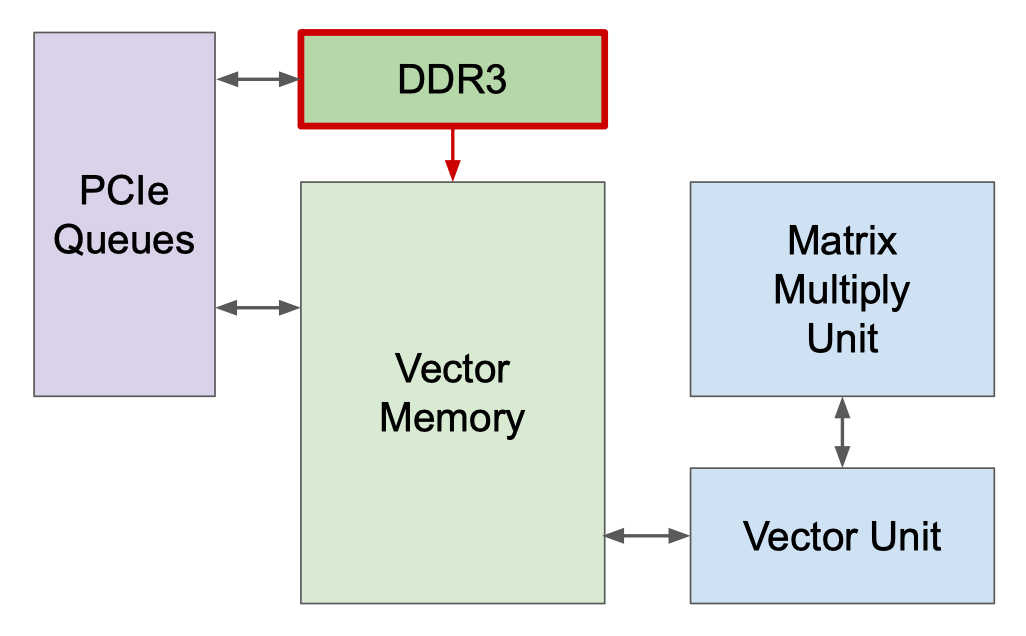 DDR3
PCIe
Queues
Matrix
Multiply
Unit
Vector
Memory
Vector Unit